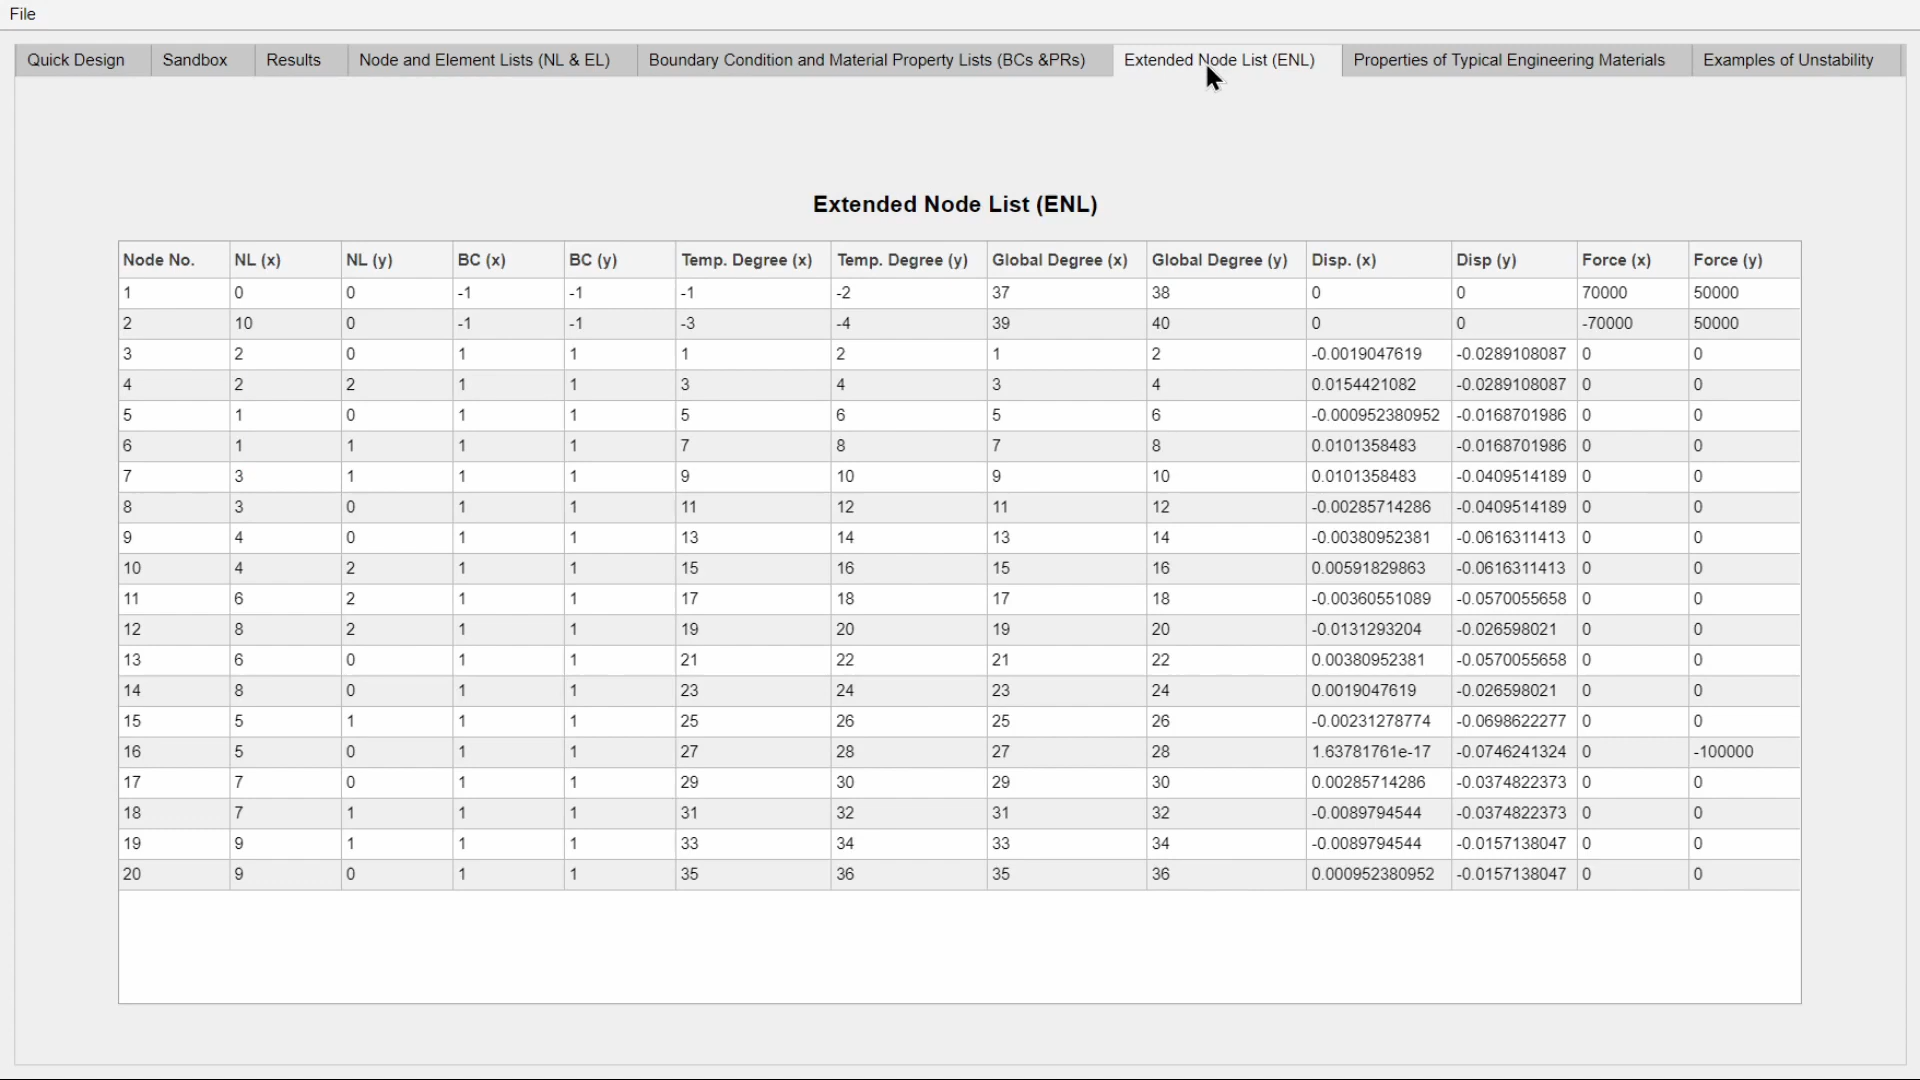 File
Quick Design Sandbox Results Node and Element Lists (NL & EL) Boundary Condition and Material Property Lists (BCs &PRs) Extended Node List (ENL) Properties of Typical Engineering Materials Examples of Unstability
Extended Node List (ENL)
Node No. NL (x) NL (y) BC (x) BC (y) Temp. Degree (x) Temp. Degree (y) Global Degree (x) Global Degree (y) Disp. (x) Disp (y) Force (x) Force (y)
1 0 0 -1 -1 -1 -2 37 38 0 0 70000 50000
2 10 0 -1 -1 -3 -4 39 40 0 0 -70000 50000
3 2 0 1 1 1 2 1 2 -0.0019047619 -0.0289108087 0 0
4 2 2 1 1 3 4 3 4 0.0154421082 -0.0289108087 0 0
5 1 0 1 1 5 6 5 6 -0.000952380952 -0.0168701986 0 0
6 1 1 1 1 7 8 7 8 0.0101358483 -0.0168701986 0 0
7 3 1 1 1 9 10 9 10 0.0101358483 -0.0409514189 0 0
8 3 0 1 1 11 12 11 12 -0.00285714286 -0.0409514189 0 0
9 4 0 1 1 13 14 13 14 -0.00380952381 -0.0616311413 0 0
10 4 2 1 1 15 16 15 16 0.00591829863 -0.0616311413 0 0
11 6 2 1 1 17 18 17 18 -0.00360551089 -0.0570055658 0 0
12 8 2 1 1 19 20 19 20 -0.0131293204 -0.026598021 0 0
13 6 0 1 1 21 22 21 22 0.00380952381 -0.0570055658 0 0
14 8 0 1 1 23 24 23 24 0.0019047619 -0.026598021 0 0
15 5 1 1 1 25 26 25 26 -0.00231278774 -0.0698622277 0 0
16 5 0 1 1 27 28 27 28 1.63781761e-17 -0.0746241324 0 -100000
17 7 0 1 1 29 30 29 30 0.00285714286 -0.0374822373 0 0
18 7 1 1 1 31 32 31 32 -0.0089794544 -0.0374822373 0 0
19 9 1 1 1 33 34 33 34 -0.0089794544 -0.0157138047 0 0
20 9 0 1 1 35 36 35 36 0.000952380952 -0.0157138047 0 0